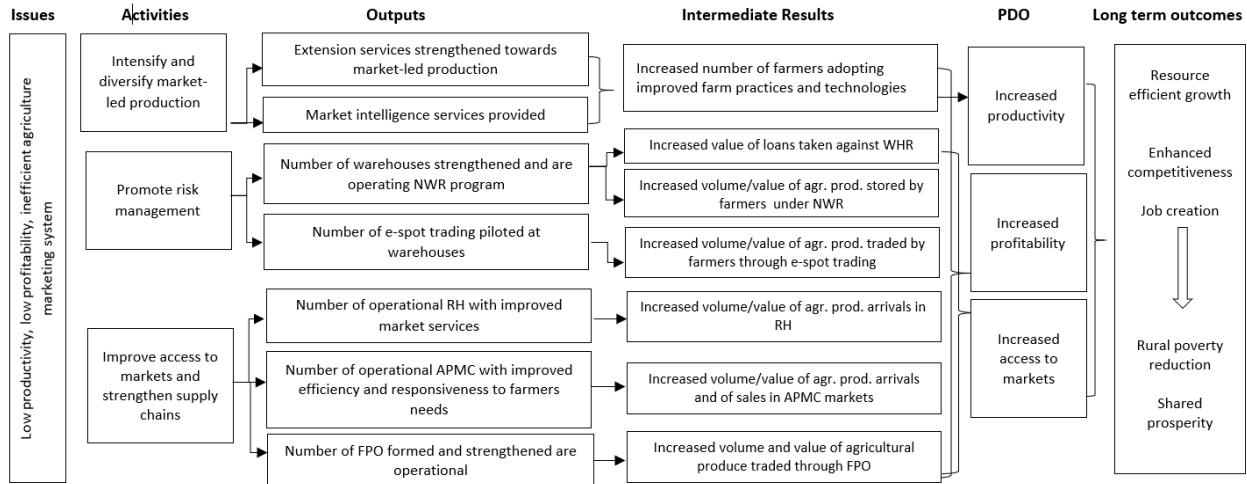 Issues
Activities
Outputs
Intermediate Results
PDO
Long term outcomes
Low productivity, low profitability, inefficient agriculture
marketing system
Intensify and
diversify market-
led production
Promote risk
management
Improve access to
markets and
strengthen supply
chains
Extension services strengthened towards
market-led production
Market intelligence services provided
Number of warehouses strengthened and are
operating NWR program
Number of e-spot trading piloted at
warehouses
Number of operational RH with improved
market services
Number of operational APMC with improved
efficiency and responsiveness to farmers
needs
Number of FPO formed and strengthened are
operational
Increased number of farmers adopting
improved farm practices and technologies
Increased value of loans taken against WHR
Increased volume/value of agr. prod. stored by
farmers under NWR
Increased volume/value of agr. prod. traded by
farmers through e-spot trading
Increased volume/value of agr. prod. arrivals in
RH
Increased volume/value of agr. prod. arrivals
and of sales in APMC markets
Increased volume and value of agricultural
produce traded through FPO
Increased
productivity
Increased
profitability
Increased
access to
markets
Resource
efficient growth
Enhanced
competitiveness
Job creation
Rural poverty
reduction
Shared
prosperity